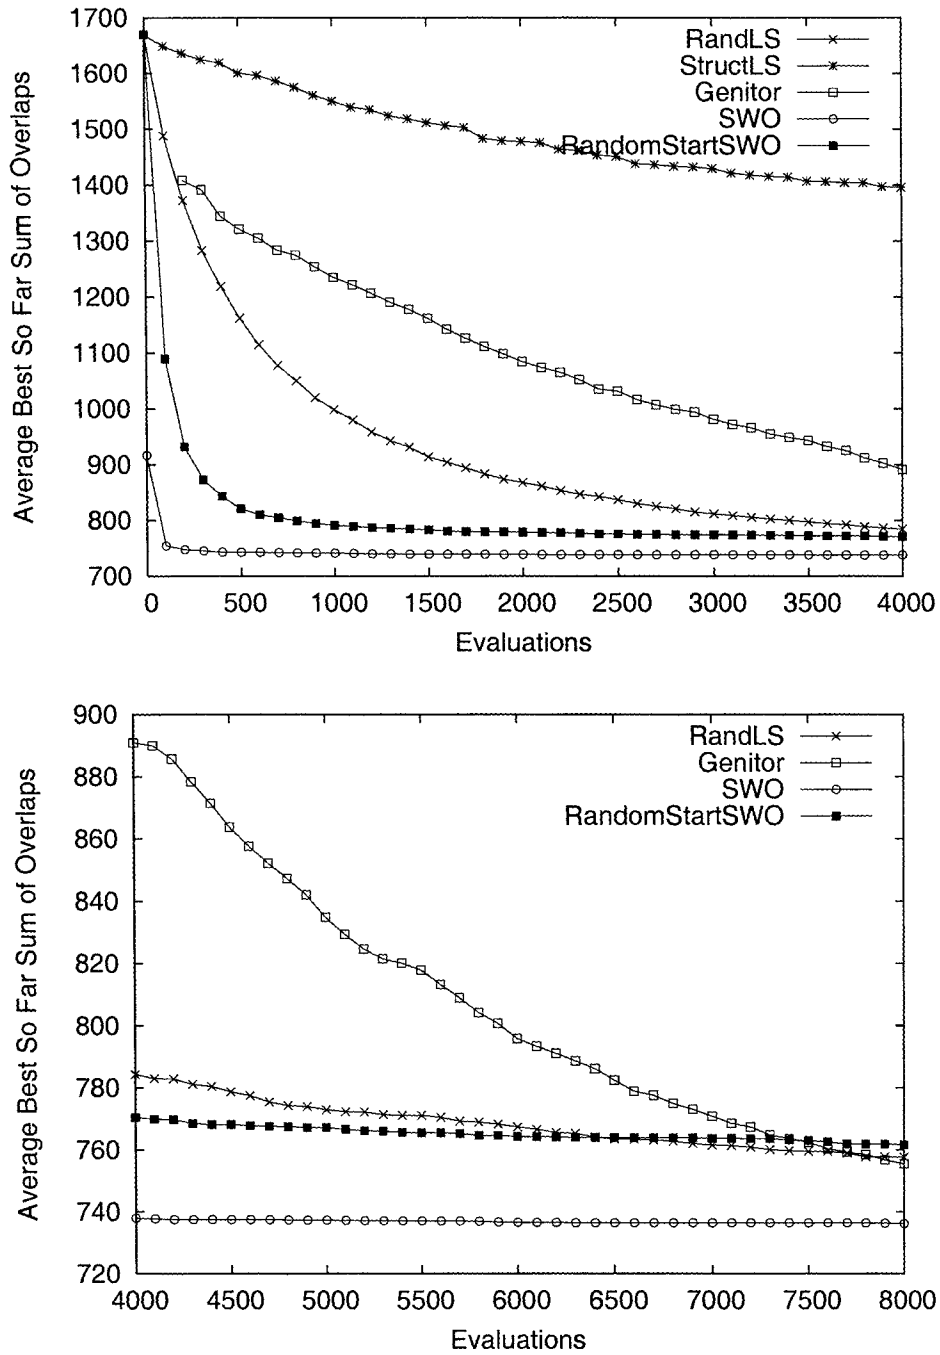 1700
1600
1500
1400
1300
1200
1100
1000
900
800
700
Average Best So Far Sum of Overlaps
RandLS
StructLS
Genitor
SWO
RandomStartSWO
0 500 1000 1500 2000 2500 3000 3500 4000
Evaluations
900
880
860
840
820
800
780
760
740
720
Average Best So Far Sum of Overlaps
RandLS
Genitor
SWO
RandomStartSWO
4000 4500 5000 5500 6000 6500 7000 7500 8000
Evaluations